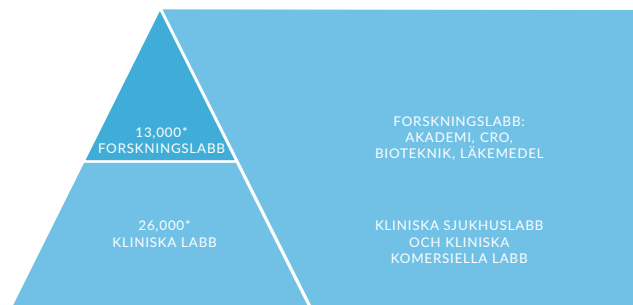 13,000*
FORSKNINGSLABB
26,000*
KLINISKA LABB
FORSKNINGSLABB:
AKADEMI, CRO,
BIOTEKNIK, LÄKEMEDEL
KLINISKA SJUKHUSLABB
OCH KLINISKA
KOMERSIELLA LABB